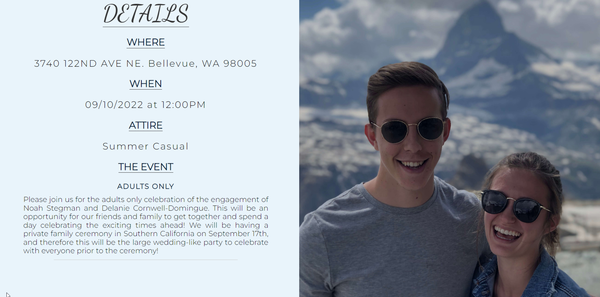 DETAILS
WHERE
3740 122ND AVE NE. Bellevue, WA 98005
WHEN
09/10/2022 at 12:00PM
ATTIRE
Summer Casual
THE EVENT
ADULTS ONLY
Please join us for the adults only celebration of the engagement of
Noah Stegman and Delanie Cornwell-Domingue. This will be an
opportunity for our friends and family to get together and spend a
day celebrating the exciting times ahead! We will be having a
private family ceremony in Southern California on September 17th,
and therefore this will be the large wedding-like party to celebrate
with everyone prior to the ceremony!